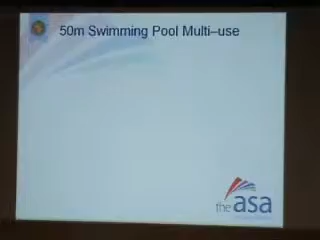 50m Swimming Pool Multi–use
the asa